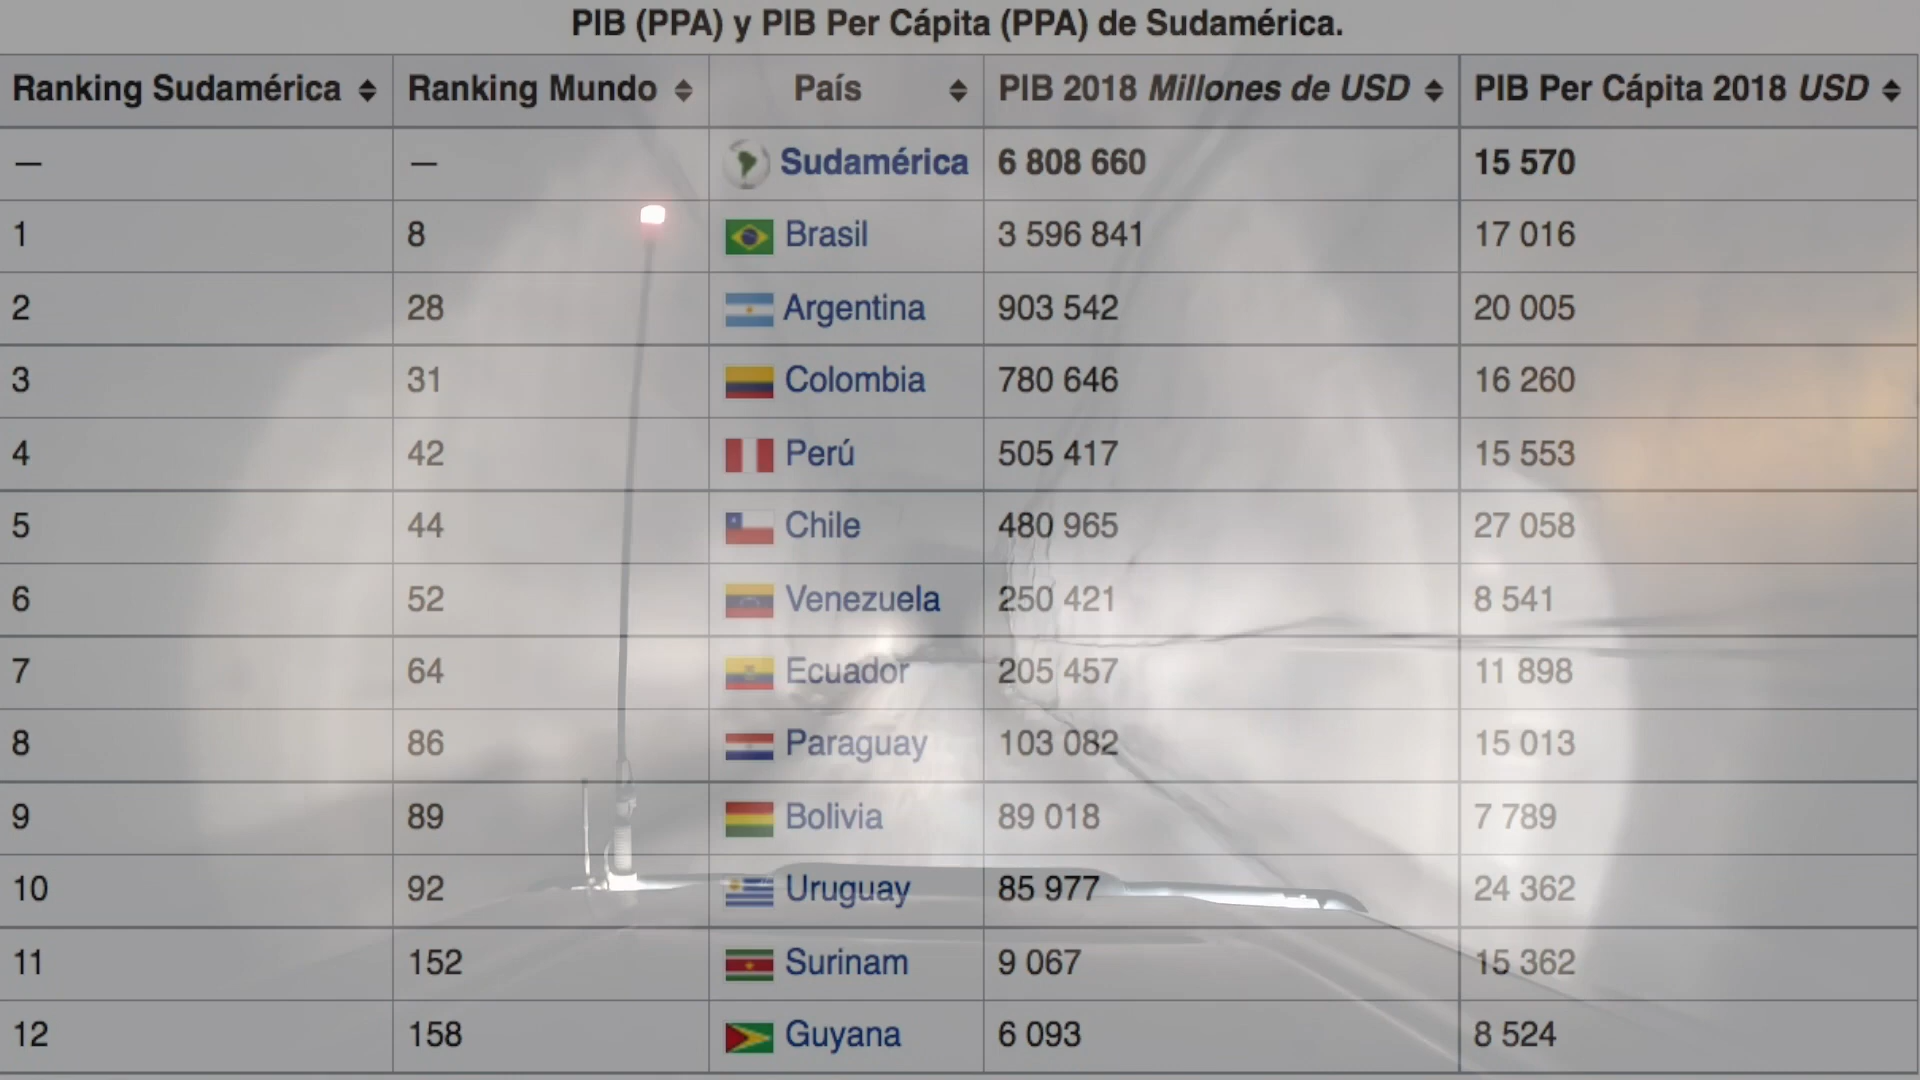 PIB (PPA) y PIB Per Cápita (PPA) de Sudamérica.
Ranking Sudamérica Ranking Mundo País PIB 2018 Millones de USD PIB Per Cápita 2018 USD
— — Sudamérica 6 808 660 15 570
1 8 Brasil 3 596 841 17 016
2 28 Argentina 903 542 20 005
3 31 Colombia 780 646 16 260
4 42 Perú 505 417 15 553
5 44 Chile 480 965 27 058
6 52 Venezuela 250 421 8 541
7 64 Ecuador 205 457 11 898
8 86 Paraguay 103 082 15 013
9 89 Bolivia 89 018 7 789
10 92 Uruguay 85 977 24 362
11 152 Surinam 9 067 15 362
12 158 Guyana 6 093 8 524